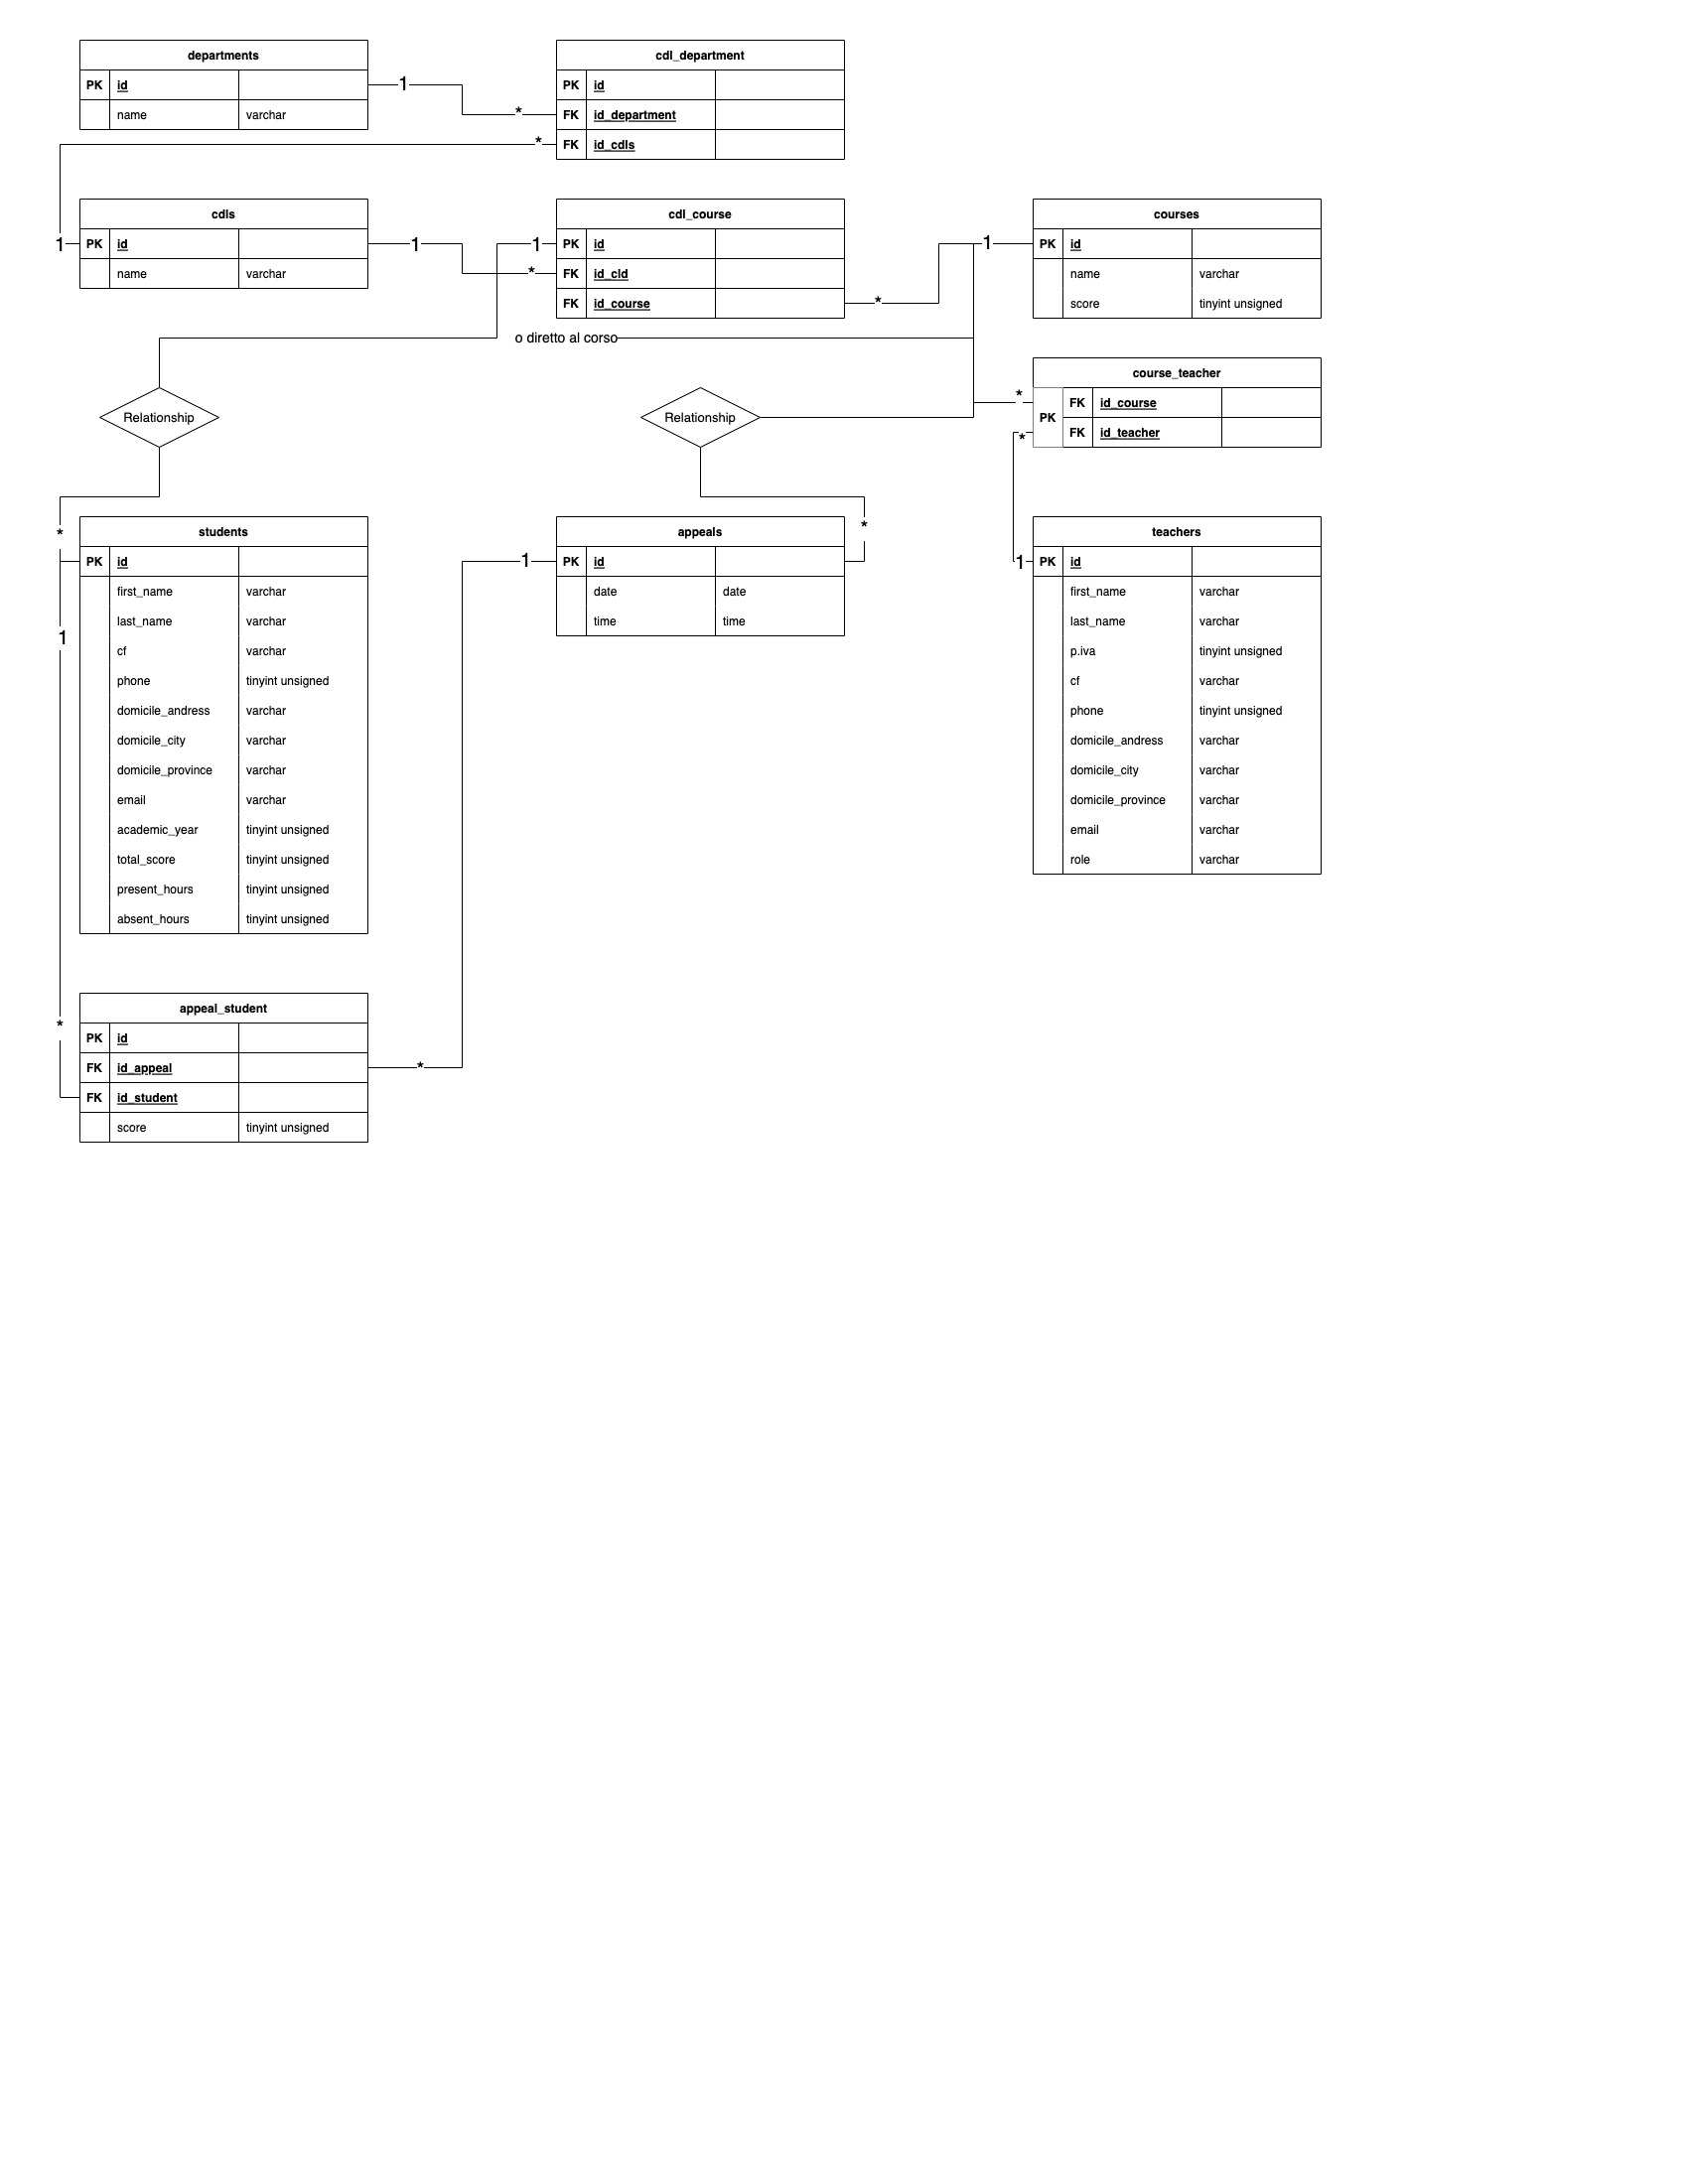 departments
PK id
name varchar
1
*
cdl_department
PK id
FK id_department
FK id_cdls
*
1
cdls
PK id
name varchar
1
*
1
cdl_course
PK id
FK id_cld
FK id_course
*
1
courses
PK id
name varchar
score tinyint unsigned
o diretto al corso
Relationship
Relationship
course_teacher
PK
FK id_course
FK id_teacher
*
*
1
*
students
PK id
first_name varchar
last_name varchar
cf varchar
phone tinyint unsigned
domicile_andress varchar
domicile_city varchar
domicile_province varchar
email varchar
academic_year tinyint unsigned
total_score tinyint unsigned
present_hours tinyint unsigned
absent_hours tinyint unsigned
1
*
1
*
appeals
PK id
date date
time time
teachers
PK id
first_name varchar
last_name varchar
p.iva tinyint unsigned
cf varchar
phone tinyint unsigned
domicile_andress varchar
domicile_city varchar
domicile_province varchar
email varchar
role varchar
appeal_student
PK id
FK id_appeal
FK id_student
score tinyint unsigned
*